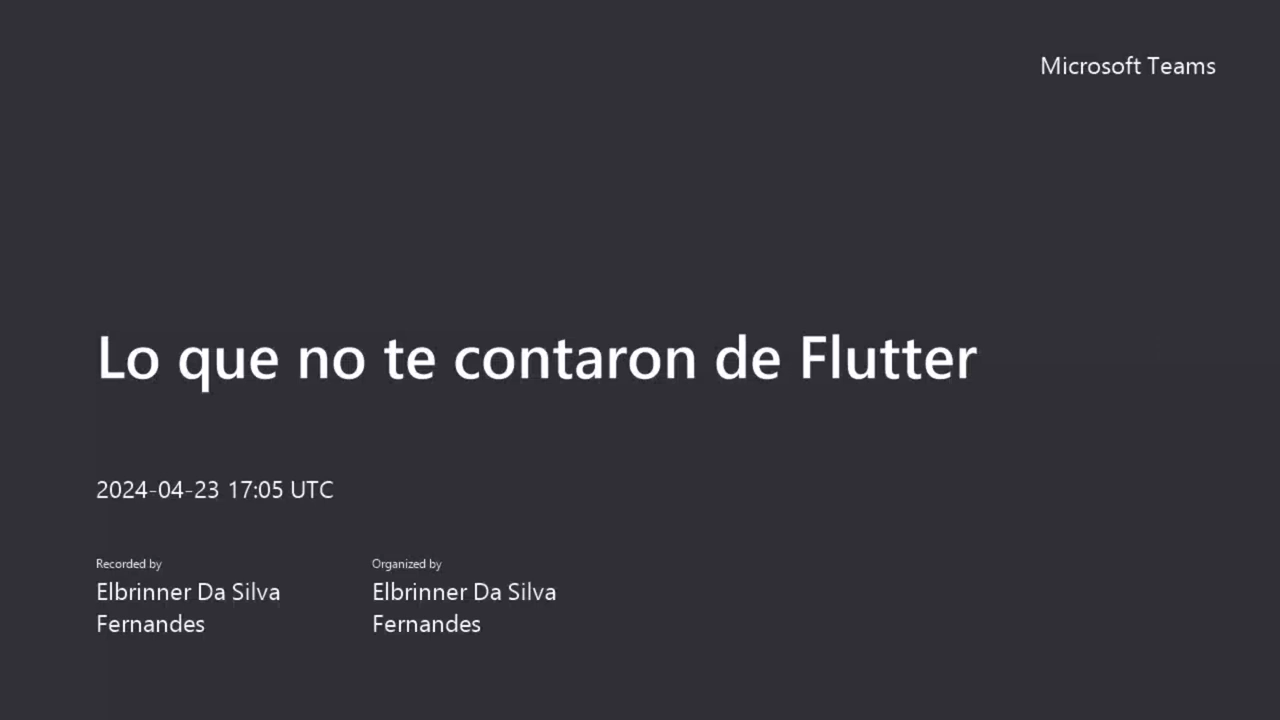 Microsoft Teams
Lo que no te contaron de Flutter
2024-04-23 17:05 UTC
Recorded by
Elbrinner Da Silva
Fernandes
Organized by
Elbrinner Da Silva
Fernandes